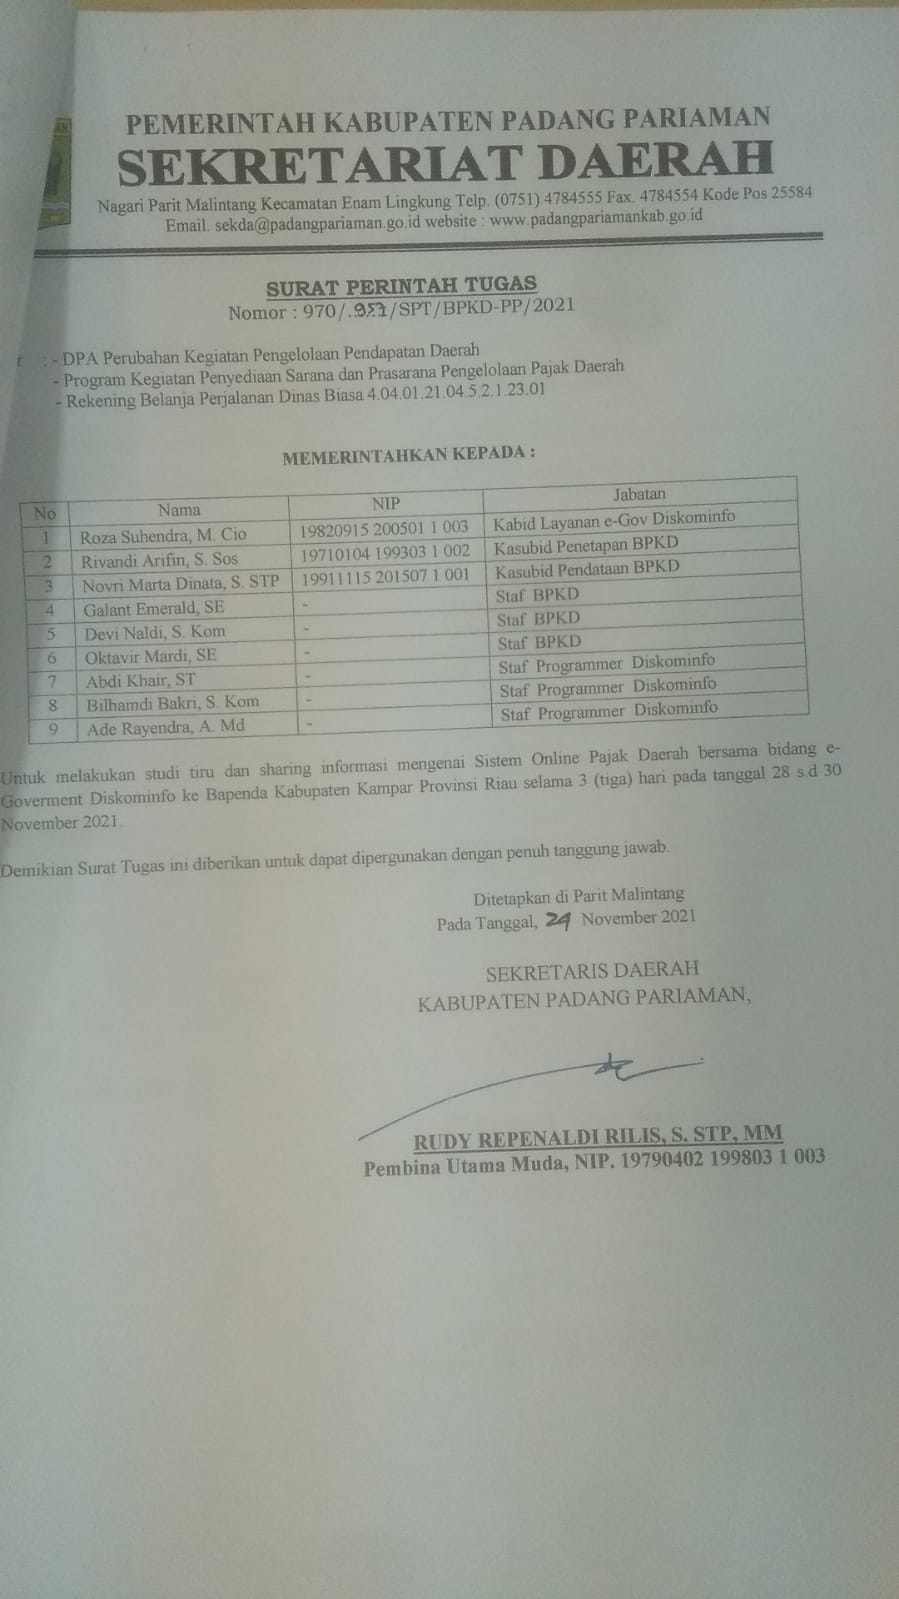 PEMERINTAH KABUPATEN PADANG PARIAMAN
SEKRETARIAT DAERAH
Nagari Parit Malintang Kecamatan Enam Lingkung Telp. (0751) 4784555 Fax. 4784554 Kode Pos 25584
Email. sekda@padangpariaman.go.id website : www.padangpariamankab.go.id
SURAT PERINTAH TUGAS
Nomor : 970/.957/SPT/BPKD-PP/2021
: - DPA Perubahan Kegiatan Pengelolaan Pendapatan Daerah
- Program Kegiatan Penyediaan Sarana dan Prasarana Pengelolaan Pajak Daerah
- Rekening Belanja Perjalanan Dinas Biasa 4.04.01.21.04.5.2.1.23.01
MEMERINTAHKAN KEPADA :
No Nama NIP Jabatan
1 Roza Suhendra, M. Cio 19820915 200501 1 003 Kabid Layanan e-Gov Diskominfo
2 Rivandi Arifin, S. Sos 19710104 199303 1 002 Kasubid Penetapan BPKD
3 Novri Marta Dinata, S. STP 19911115 201507 1 001 Kasubid Pendataan BPKD
4 Galant Emerald, SE - Staf BPKD
5 Devi Naldi, S. Kom - Staf BPKD
6 Oktavir Mardi, SE - Staf BPKD
7 Abdi Khair, ST - Staf Programmer Diskominfo
8 Bilhamdi Bakri, S. Kom - Staf Programmer Diskominfo
9 Ade Rayendra, A. Md - Staf Programmer Diskominfo
Untuk melakukan studi tiru dan sharing informasi mengenai Sistem Online Pajak Daerah bersama bidang e-
Goverment Diskominfo ke Bapenda Kabupaten Kampar Provinsi Riau selama 3 (tiga) hari pada tanggal 28 s.d 30
November 2021.
Demikian Surat Tugas ini diberikan untuk dapat dipergunakan dengan penuh tanggung jawab.
Ditetapkan di Parit Malintang
Pada Tanggal, 24 November 2021
SEKRETARIS DAERAH
KABUPATEN PADANG PARIAMAN,
RUDY REPENALDI RILIS, S. STP, MM
Pembina Utama Muda, NIP. 19790402 199803 1 003